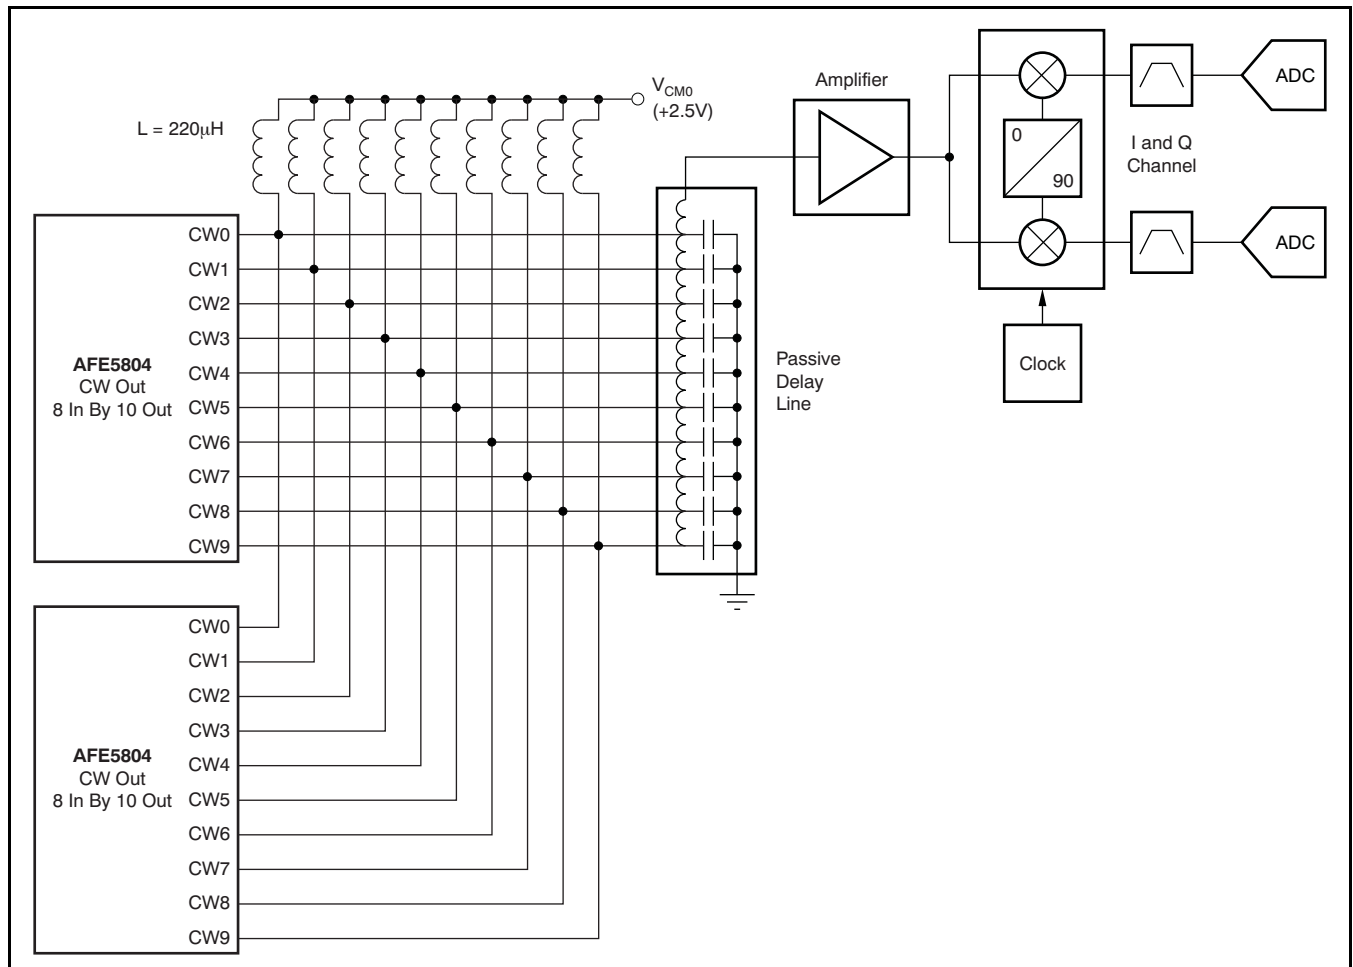 V_CM0
(+2.5V)
L = 220μH
Amplifier
ADC
0
90
I and Q
Channel
ADC
Clock
Passive
Delay
Line
AFE5804
CW Out
8 In By 10 Out
CW0
CW1
CW2
CW3
CW4
CW5
CW6
CW7
CW8
CW9
AFE5804
CW Out
8 In By 10 Out
CW0
CW1
CW2
CW3
CW4
CW5
CW6
CW7
CW8
CW9